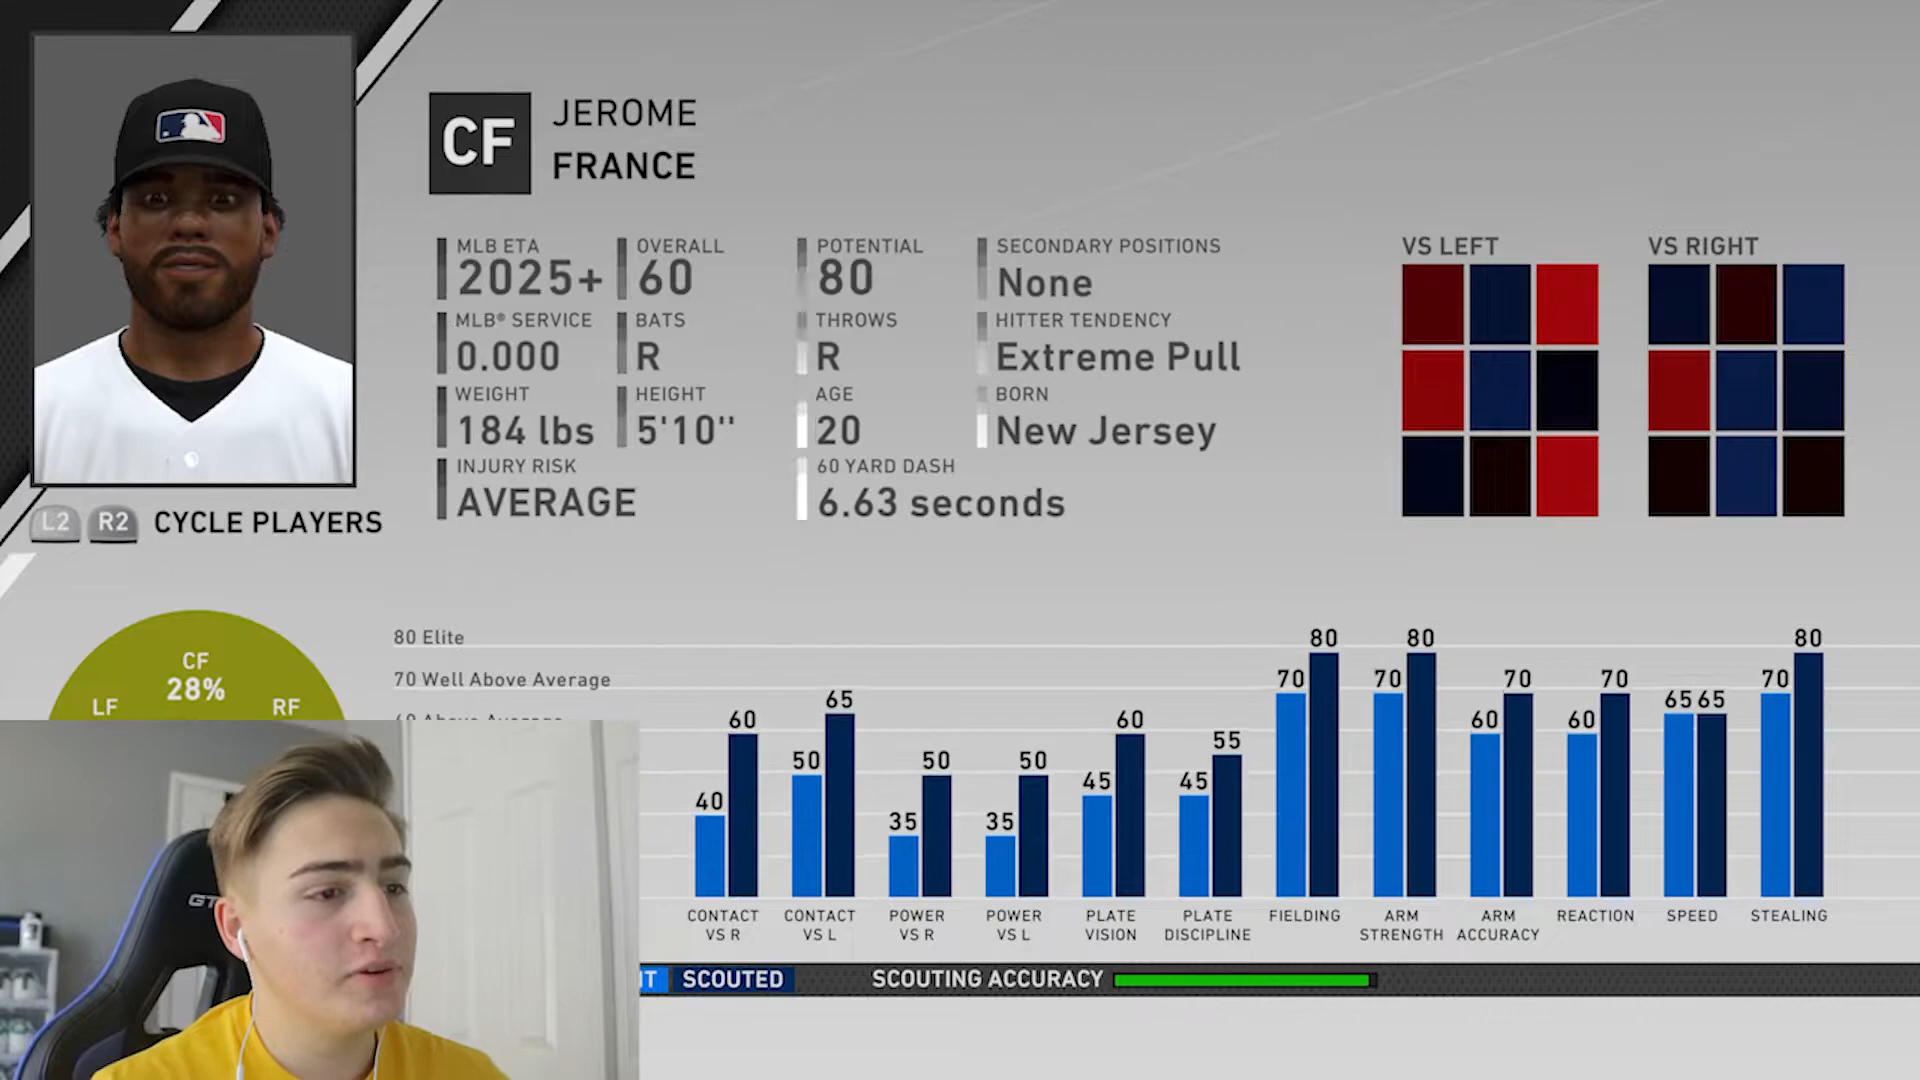 CF
JEROME
FRANCE
MLB ETA
2025+
OVERALL
60
POTENTIAL
80
SECONDARY POSITIONS
None
MLB® SERVICE
0.000
BATS
R
THROWS
R
HITTER TENDENCY
Extreme Pull
WEIGHT
184 lbs
HEIGHT
5'10"
AGE
20
BORN
New Jersey
INJURY RISK
AVERAGE
60 YARD DASH
6.63 seconds
VS LEFT
VS RIGHT
L2 R2 CYCLE PLAYERS
CF
28%
LF RF
80 Elite
70 Well Above Average
40 60
50 65
35 50
35 50
45 60
45 55
70 80
70 80
60 70
60 70
65 65
70 80
CONTACT
VS R
CONTACT
VS L
POWER
VS R
POWER
VS L
PLATE
VISION
PLATE
DISCIPLINE
FIELDING
ARM
STRENGTH
ARM
ACCURACY
REACTION
SPEED
STEALING
SCOUTED
SCOUTING ACCURACY